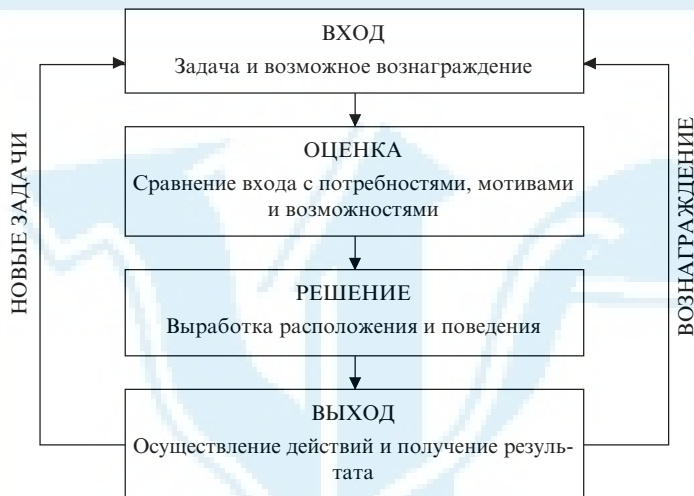 ВХОД
Задача и возможное вознаграждение
ОЦЕНКА
Сравнение входа с потребностями, мотивами
и возможностями
РЕШЕНИЕ
Выработка расположения и поведения
ВЫХОД
Осуществление действий и получение резуль-
тата
НОВЫЕ ЗАДАЧИ
ВОЗНАГРАЖДЕНИЕ